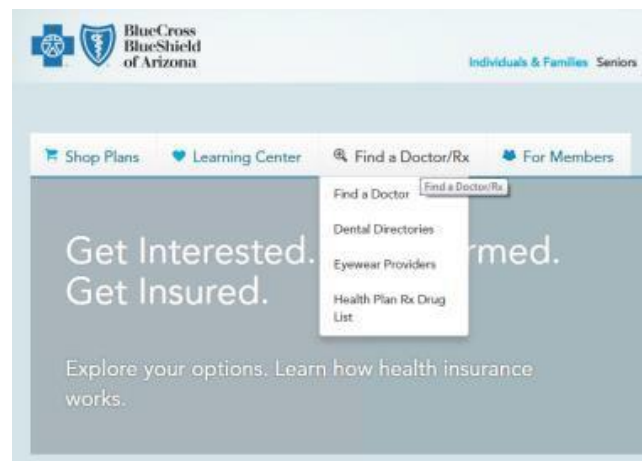 BlueCross
BlueShield
of Arizona
Individuals & Families Seniors
Shop Plans Learning Center Find a Doctor/Rx For Members
Find a Doctor/Rx
Find a Doctor
Dental Directories
Eyewear Providers
Health Plan Rx Drug
List
Get Interested. rmed.
Get Insured.
Explore your options. Learn how health insurance
works.